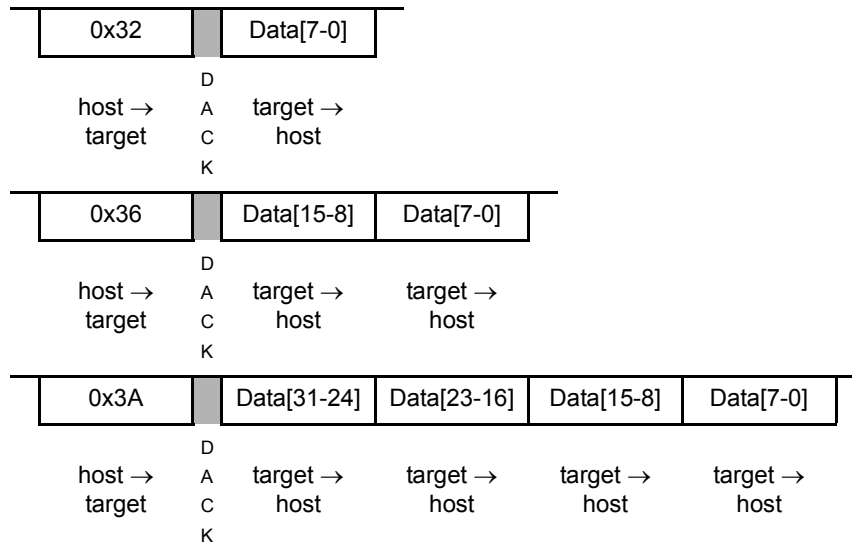 0x32 Data[7-0]
D
host → A target →
target C host
K
0x36 Data[15-8] Data[7-0]
D
host → A target → target →
target C host host
K
0x3A Data[31-24] Data[23-16] Data[15-8] Data[7-0]
D
host → A target → target → target → target →
target C host host host host
K